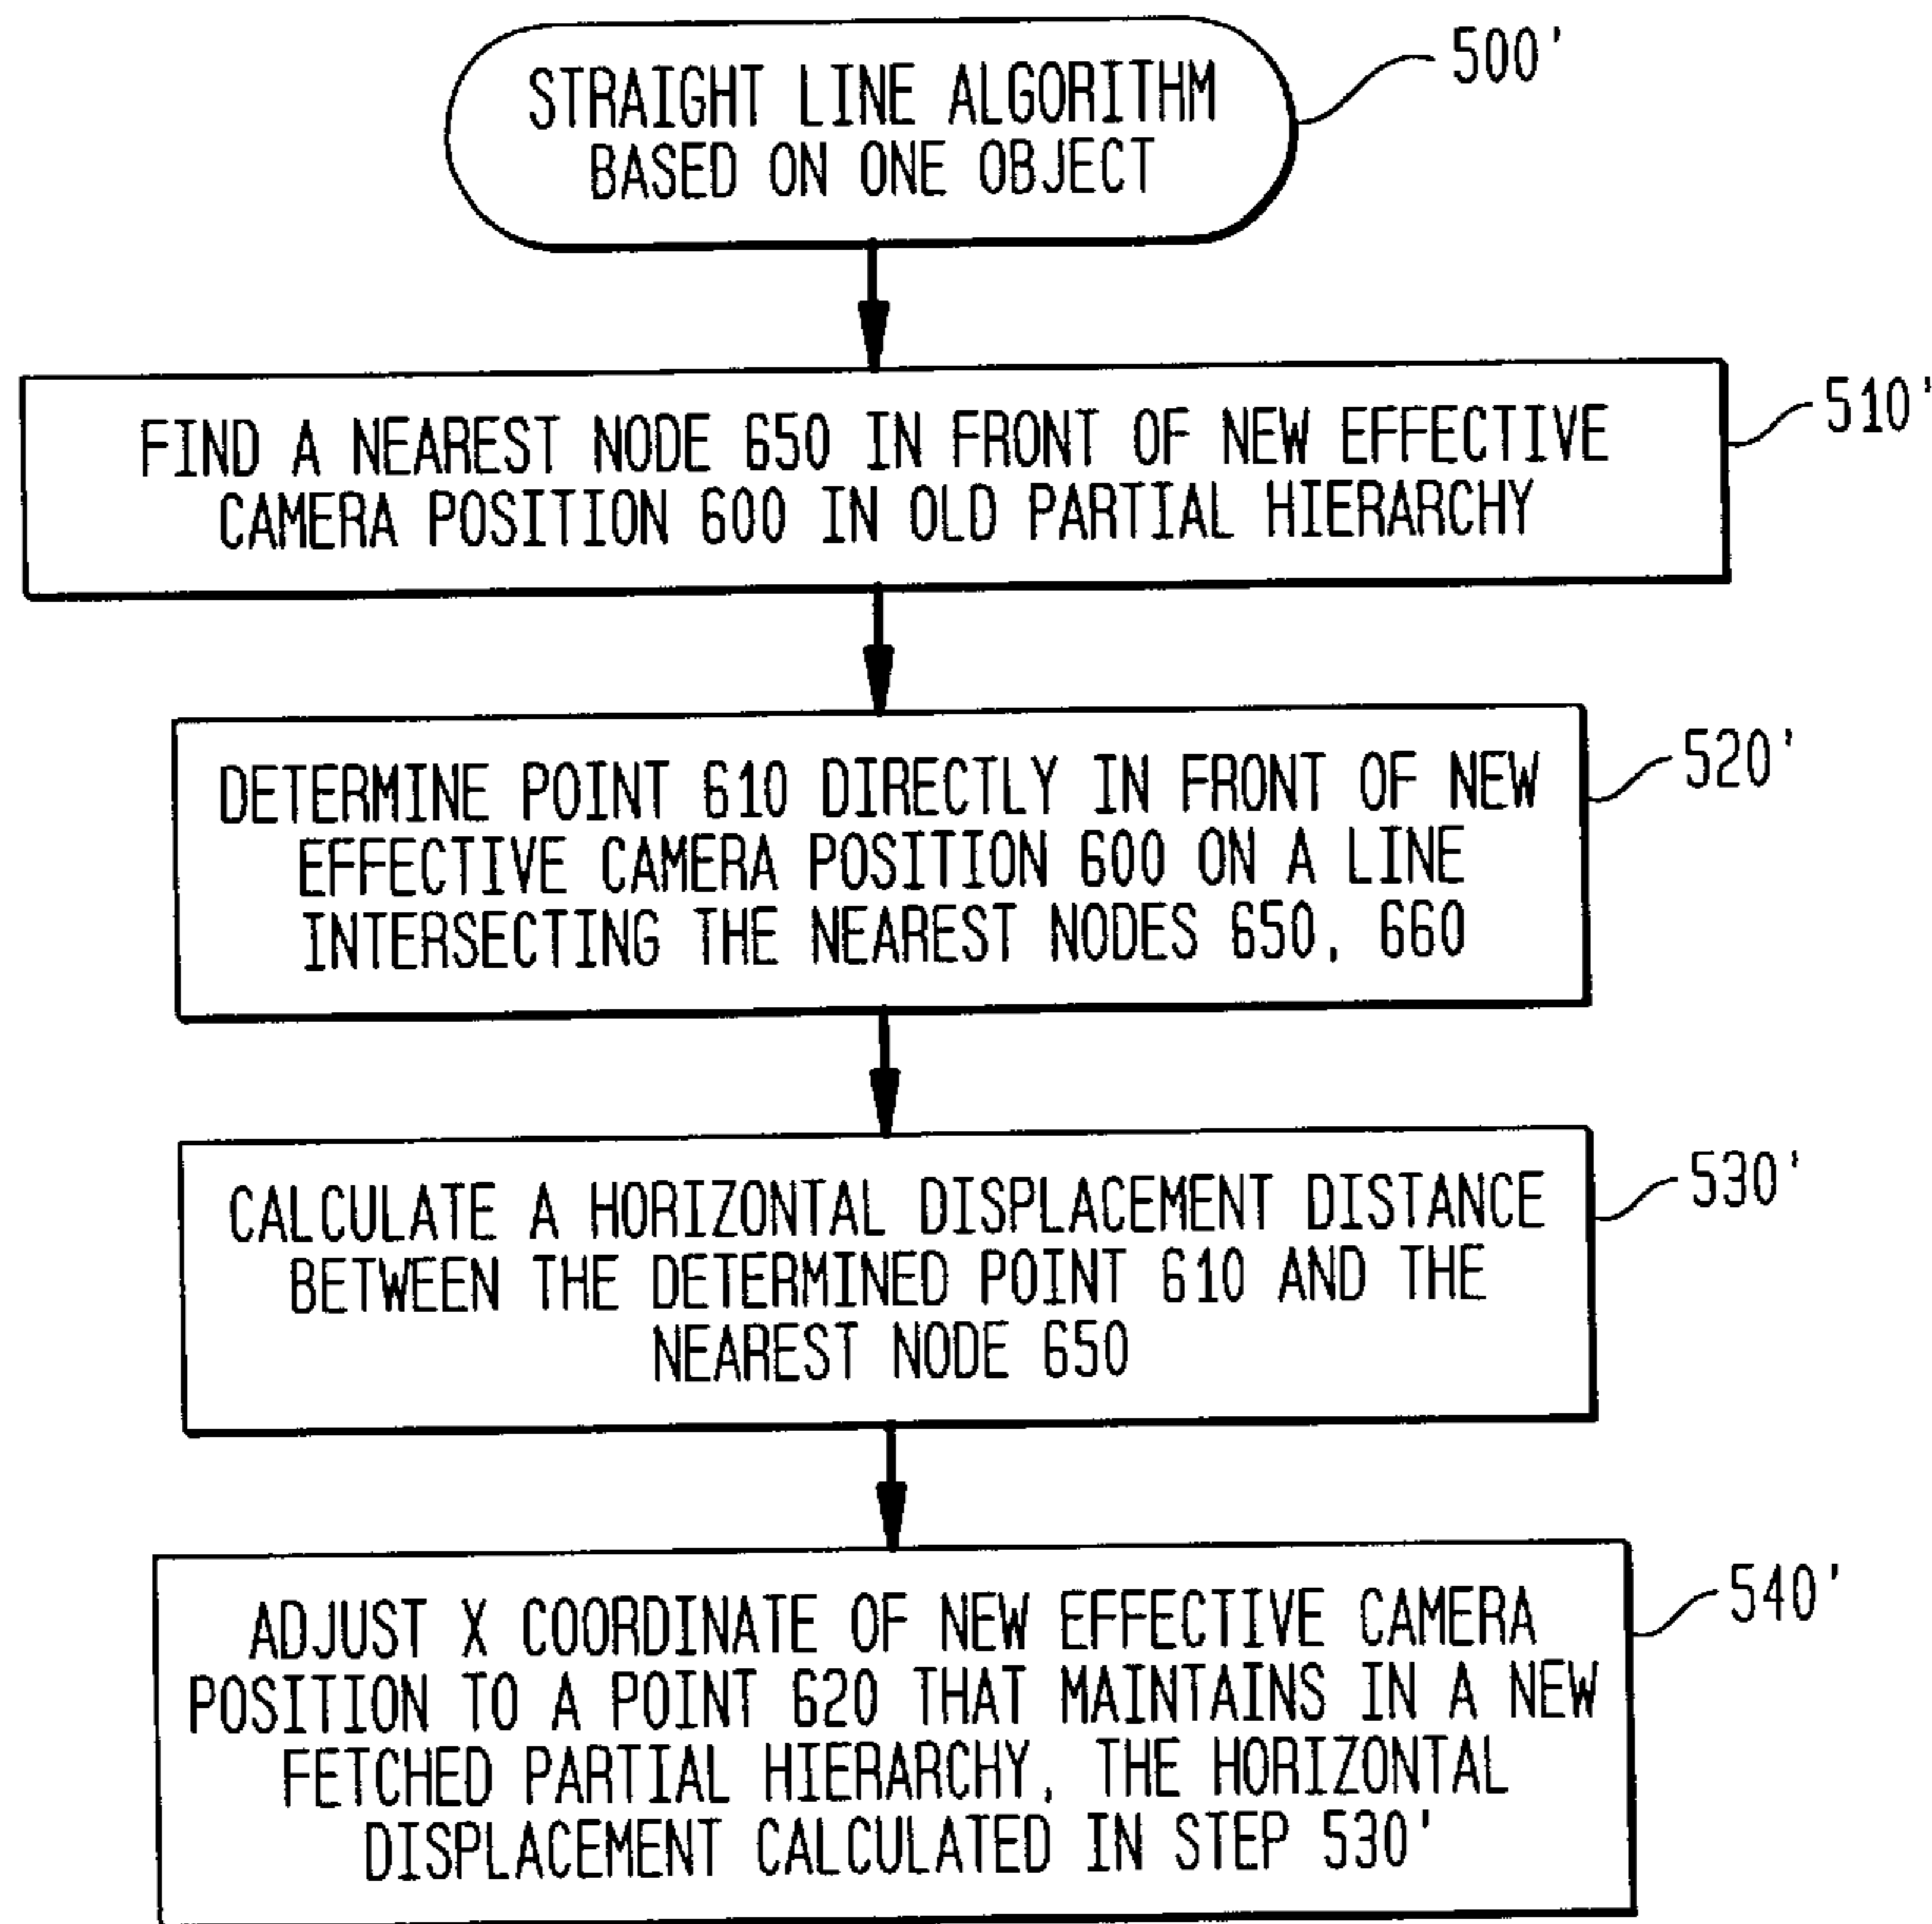 STRAIGHT LINE ALGORITHM
BASED ON ONE OBJECT
500'
FIND A NEAREST NODE 650 IN FRONT OF NEW EFFECTIVE
CAMERA POSITION 600 IN OLD PARTIAL HIERARCHY
510'
DETERMINE POINT 610 DIRECTLY IN FRONT OF NEW
EFFECTIVE CAMERA POSITION 600 ON A LINE
INTERSECTING THE NEAREST NODES 650, 660
520'
CALCULATE A HORIZONTAL DISPLACEMENT DISTANCE
BETWEEN THE DETERMINED POINT 610 AND THE
NEAREST NODE 650
530'
ADJUST X COORDINATE OF NEW EFFECTIVE CAMERA
POSITION TO A POINT 620 THAT MAINTAINS IN A NEW
FETCHED PARTIAL HIERARCHY, THE HORIZONTAL
DISPLACEMENT CALCULATED IN STEP 530'
540'